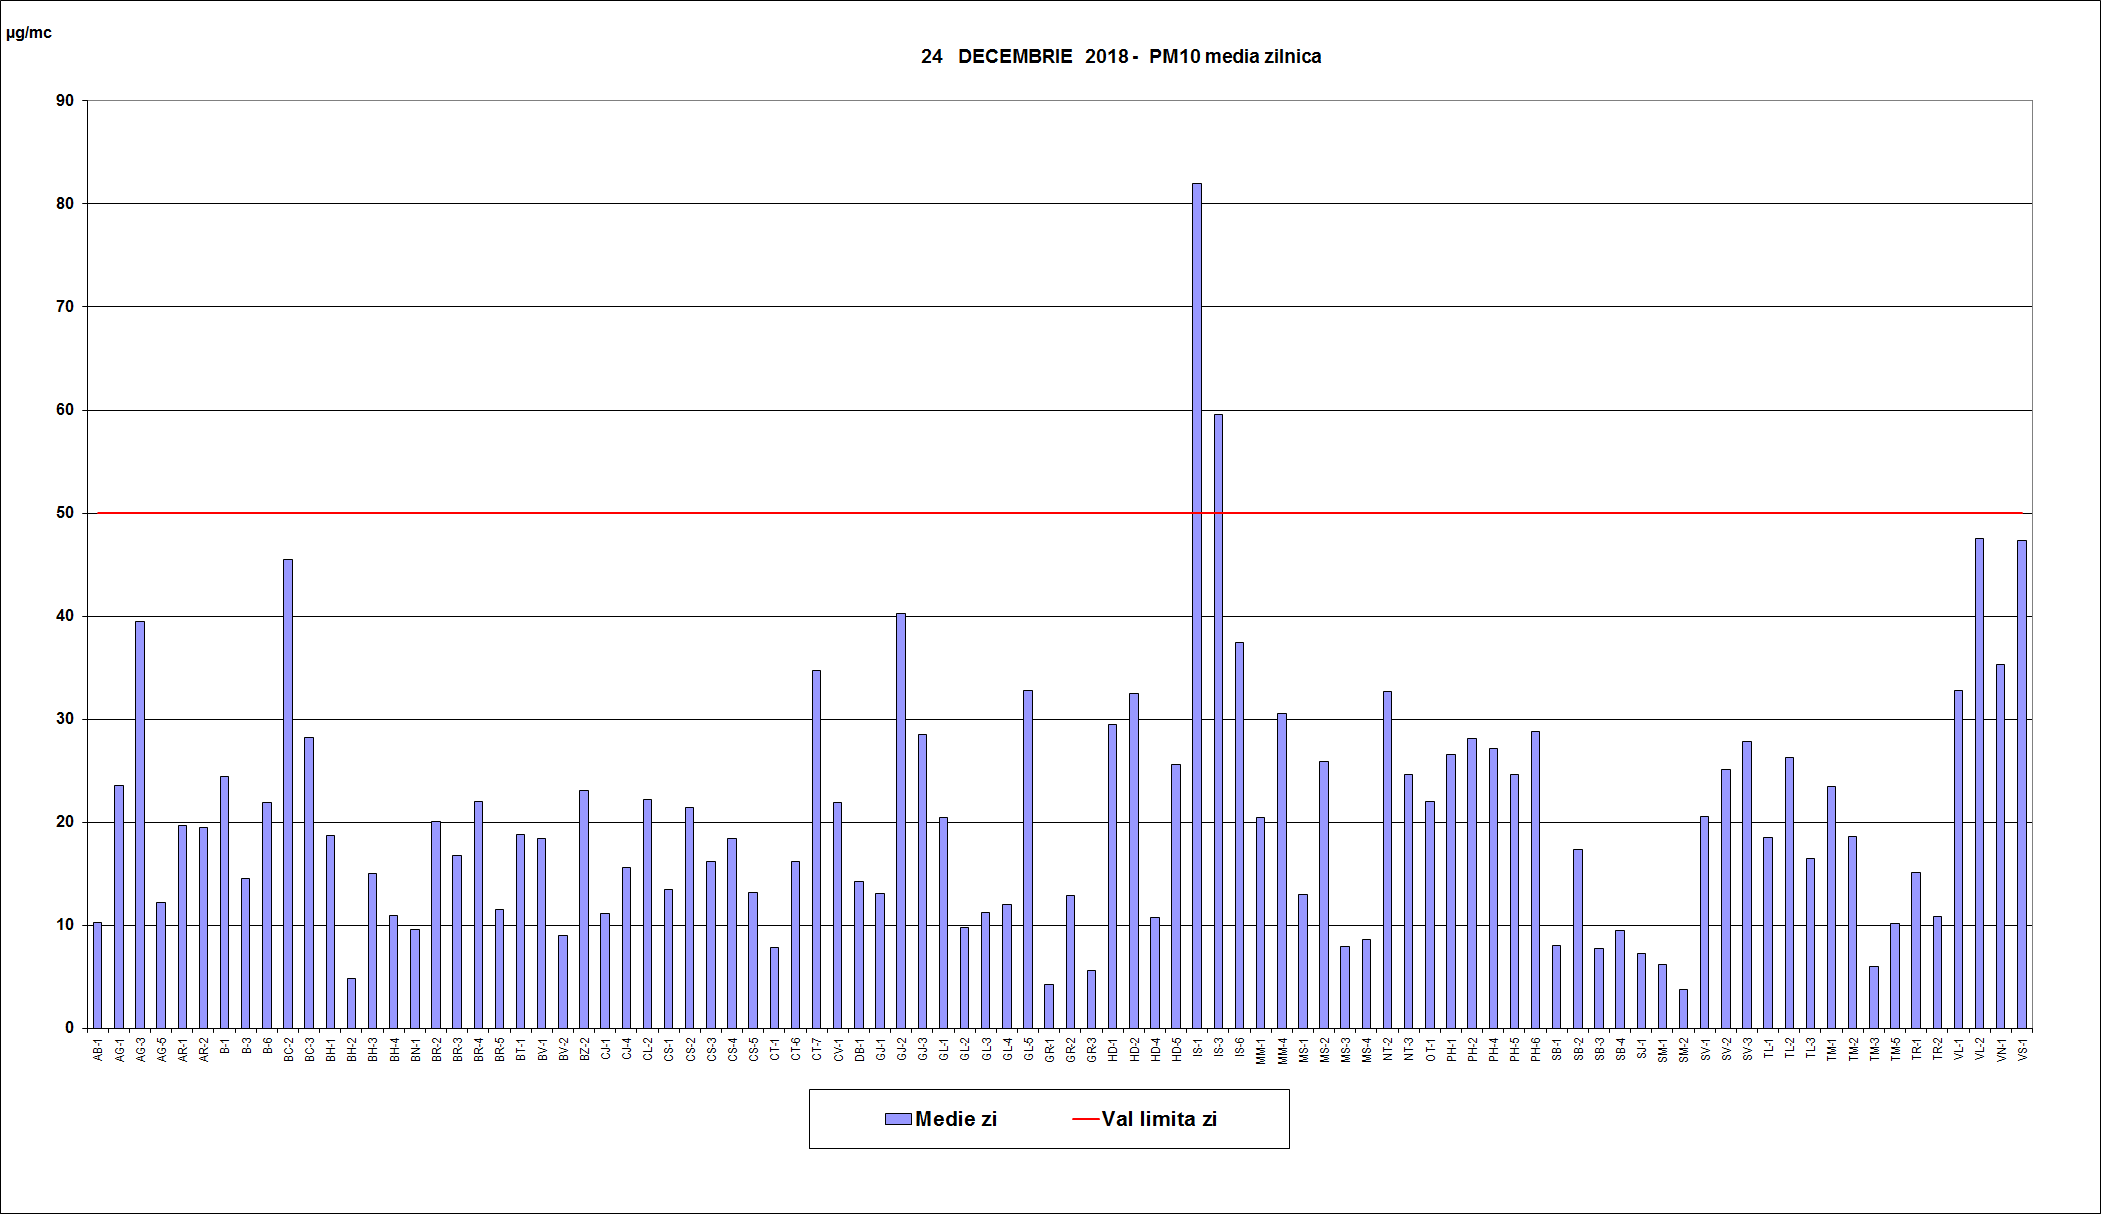 µg/mc
24 DECEMBRIE 2018 - PM10 media zilnica
90
80
70
60
50
40
30
20
10
0
AB-1 AG-1 AG-3 AG-5 AR-1 AR-2 B-1 B-3 B-6 BC-2 BC-3 BH-1 BH-2 BH-3 BH-4 BN-1 BR-2 BR-3 BR-4 BR-5 BT-1 BV-1 BV-2 BZ-2 CJ-1 CJ-4 CL-2 CS-1 CS-2 CS-3 CS-4 CS-5 CT-1 CT-6 CT-7 CV-1 DB-1 GJ-1 GJ-2 GJ-3 GL-1 GL-2 GL-3 GL-4 GL-5 GR-1 GR-2 GR-3 HD-1 HD-2 HD-4 HD-5 IS-1 IS-3 IS-6 MM-1 MM-4 MS-1 MS-2 MS-3 MS-4 NT-2 NT-3 OT-1 PH-1 PH-2 PH-4 PH-5 PH-6 SB-1 SB-2 SB-3 SB-4 SJ-1 SM-1 SM-2 SV-1 SV-2 SV-3 TL-1 TL-2 TL-3 TM-1 TM-2 TM-3 TM-5 TR-1 TR-2 VL-1 VL-2 VN-1 VS-1
Medie zi Val limita zi